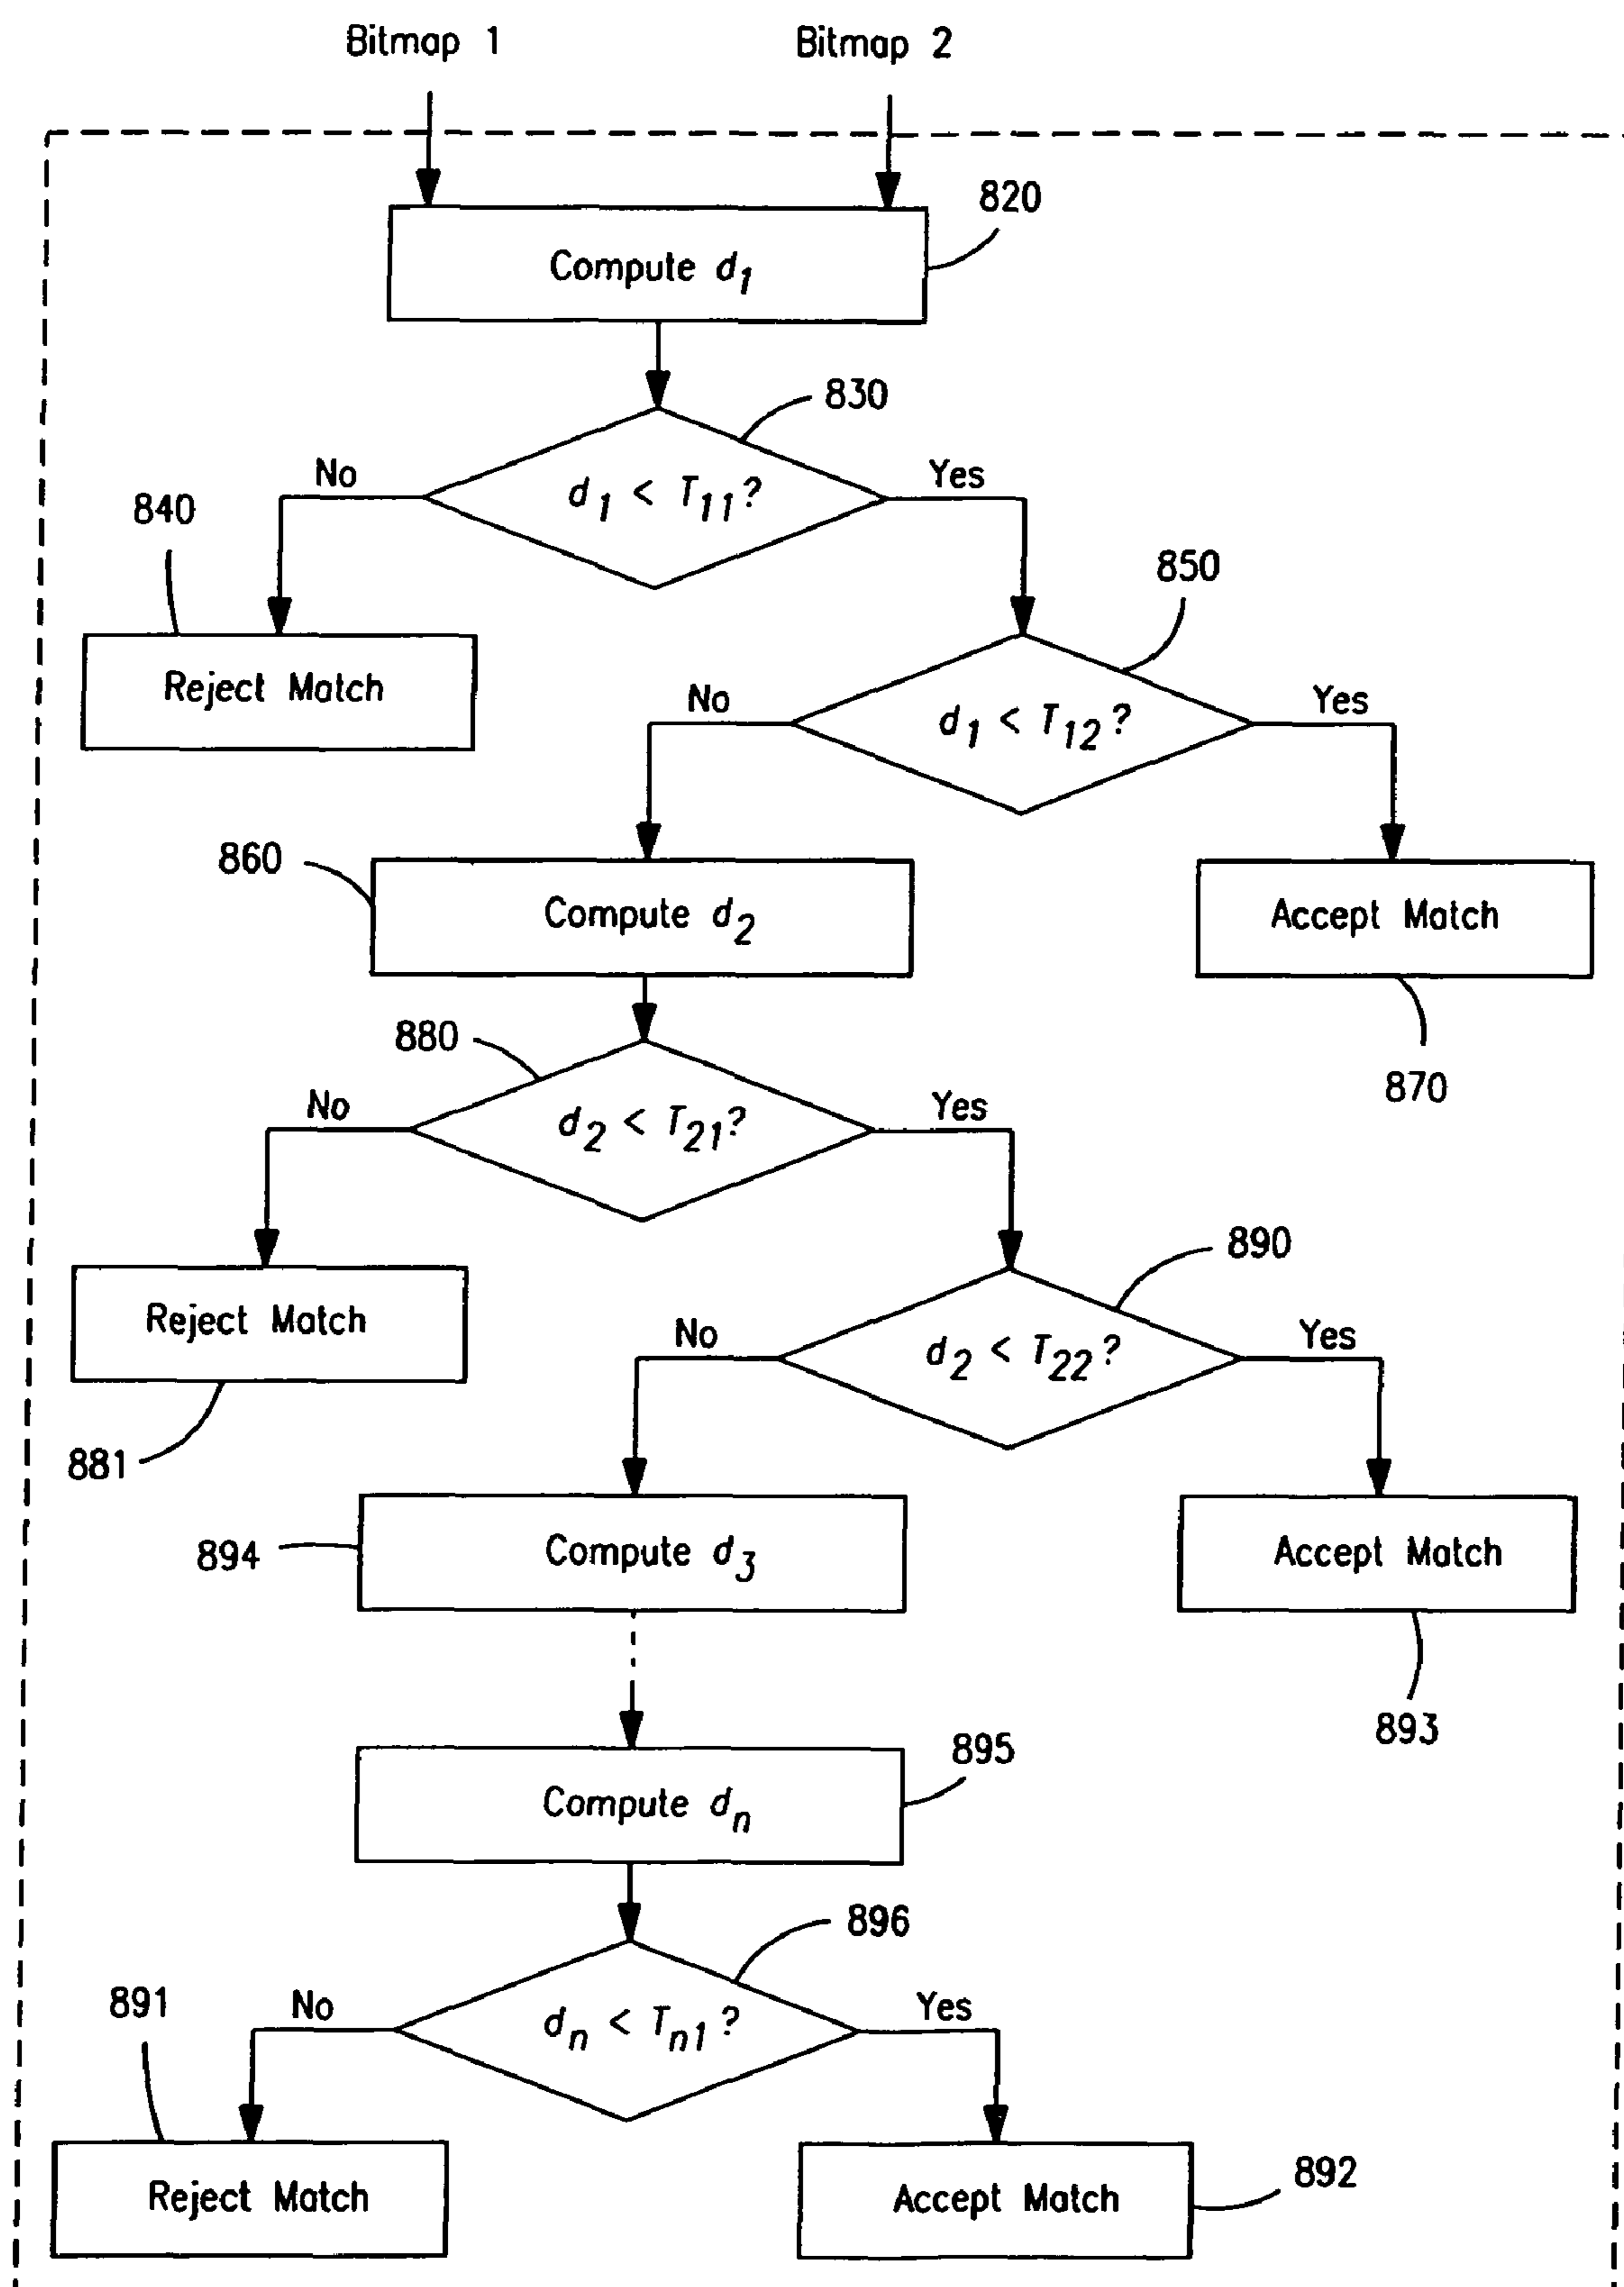 Bitmap 1
Bitmap 2
820
Compute d1
830
d1 < T11?
No
Yes
840
850
Reject Match
d1 < T12?
No
Yes
860
Compute d2
Accept Match
870
880
d2 < T21?
No
Yes
890
Reject Match
881
d2 < T22?
No
Yes
894
Compute d3
Accept Match
893
895
Compute dn
896
891
No
dn < Tn1?
Yes
Reject Match
Accept Match
892